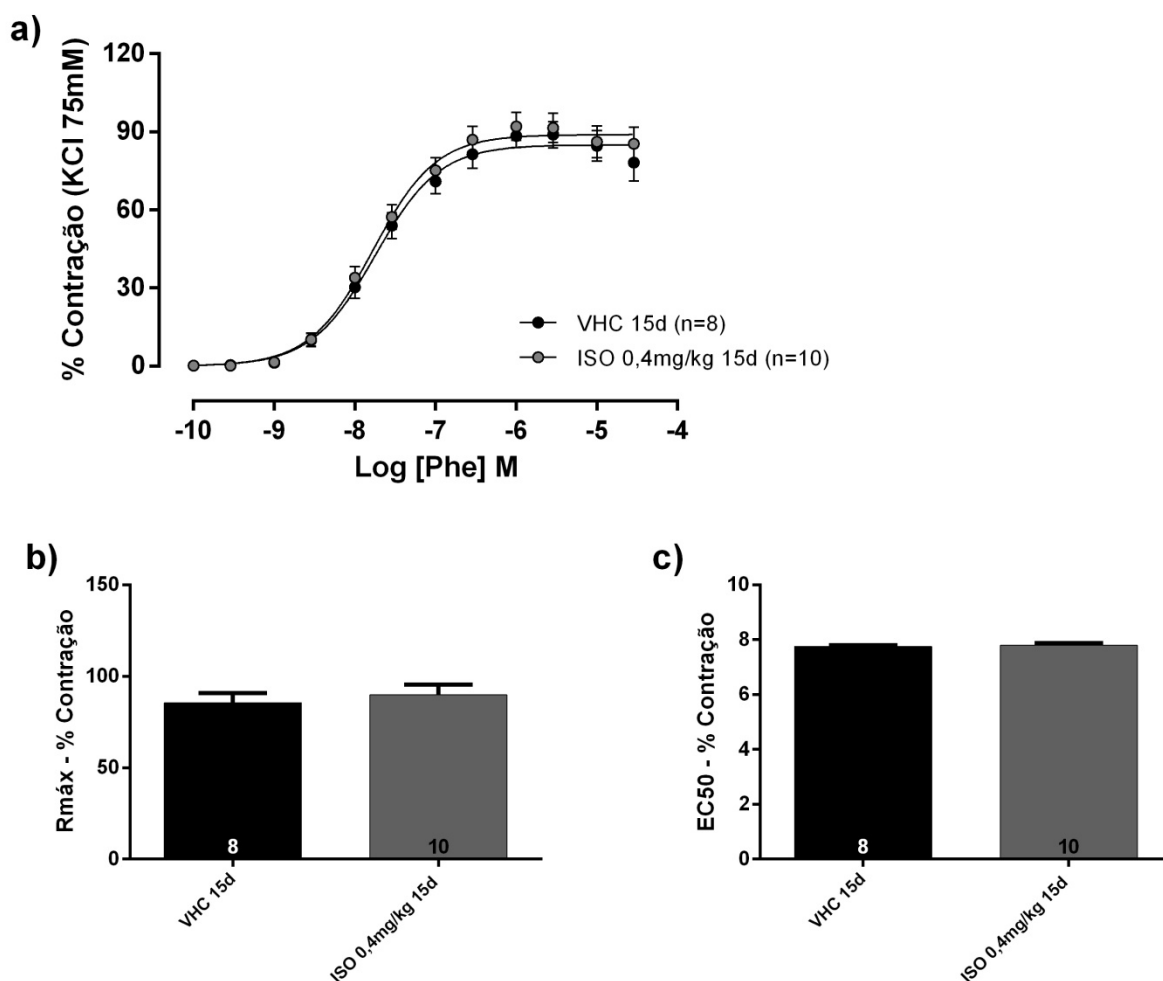 a)
% Contração (KCl 75mM)
120
90
60
30
0
VHC 15d (n=8)
ISO 0,4mg/kg 15d (n=10)
-10 -9 -8 -7 -6 -5 -4
Log [Phe] M
b)
Rmáx - % Contração
150
100
50
0
8 10
VHC 15d
ISO 0,4mg/kg 15d
c)
EC50 - % Contração
10
8
6
4
2
0
8 10
VHC 15d
ISO 0,4mg/kg 15d